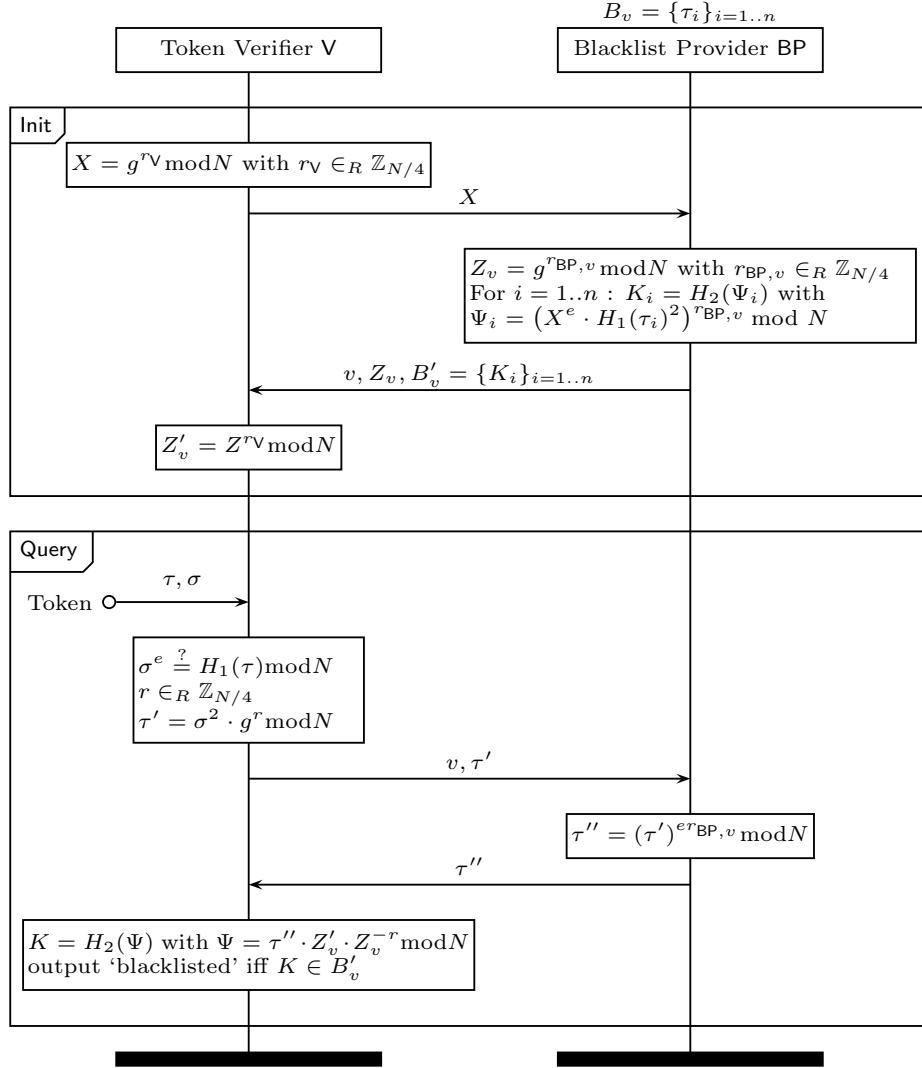 B_v = {τ_i}_{i=1..n}
Token Verifier V
Blacklist Provider BP
Init
X = g^{r_V} mod N with r_V ∈_R ℤ_{N/4}
X
Z_v = g^{r_{BP,v}} mod N with r_{BP,v} ∈_R ℤ_{N/4}
For i = 1..n : K_i = H_2(Ψ_i) with
Ψ_i = (X^e · H_1(τ_i)^2)^{r_{BP,v}} mod N
v, Z_v, B'_v = {K_i}_{i=1..n}
Z'_v = Z^{r_V} mod N
Query
τ, σ
Token
σ^e ≟ H_1(τ) mod N
r ∈_R ℤ_{N/4}
τ' = σ^2 · g^r mod N
v, τ'
τ'' = (τ')^{e r_{BP,v}} mod N
τ''
K = H_2(Ψ) with Ψ = τ'' · Z'_v · Z_v^{-r} mod N
output ‘blacklisted’ iff K ∈ B'_v